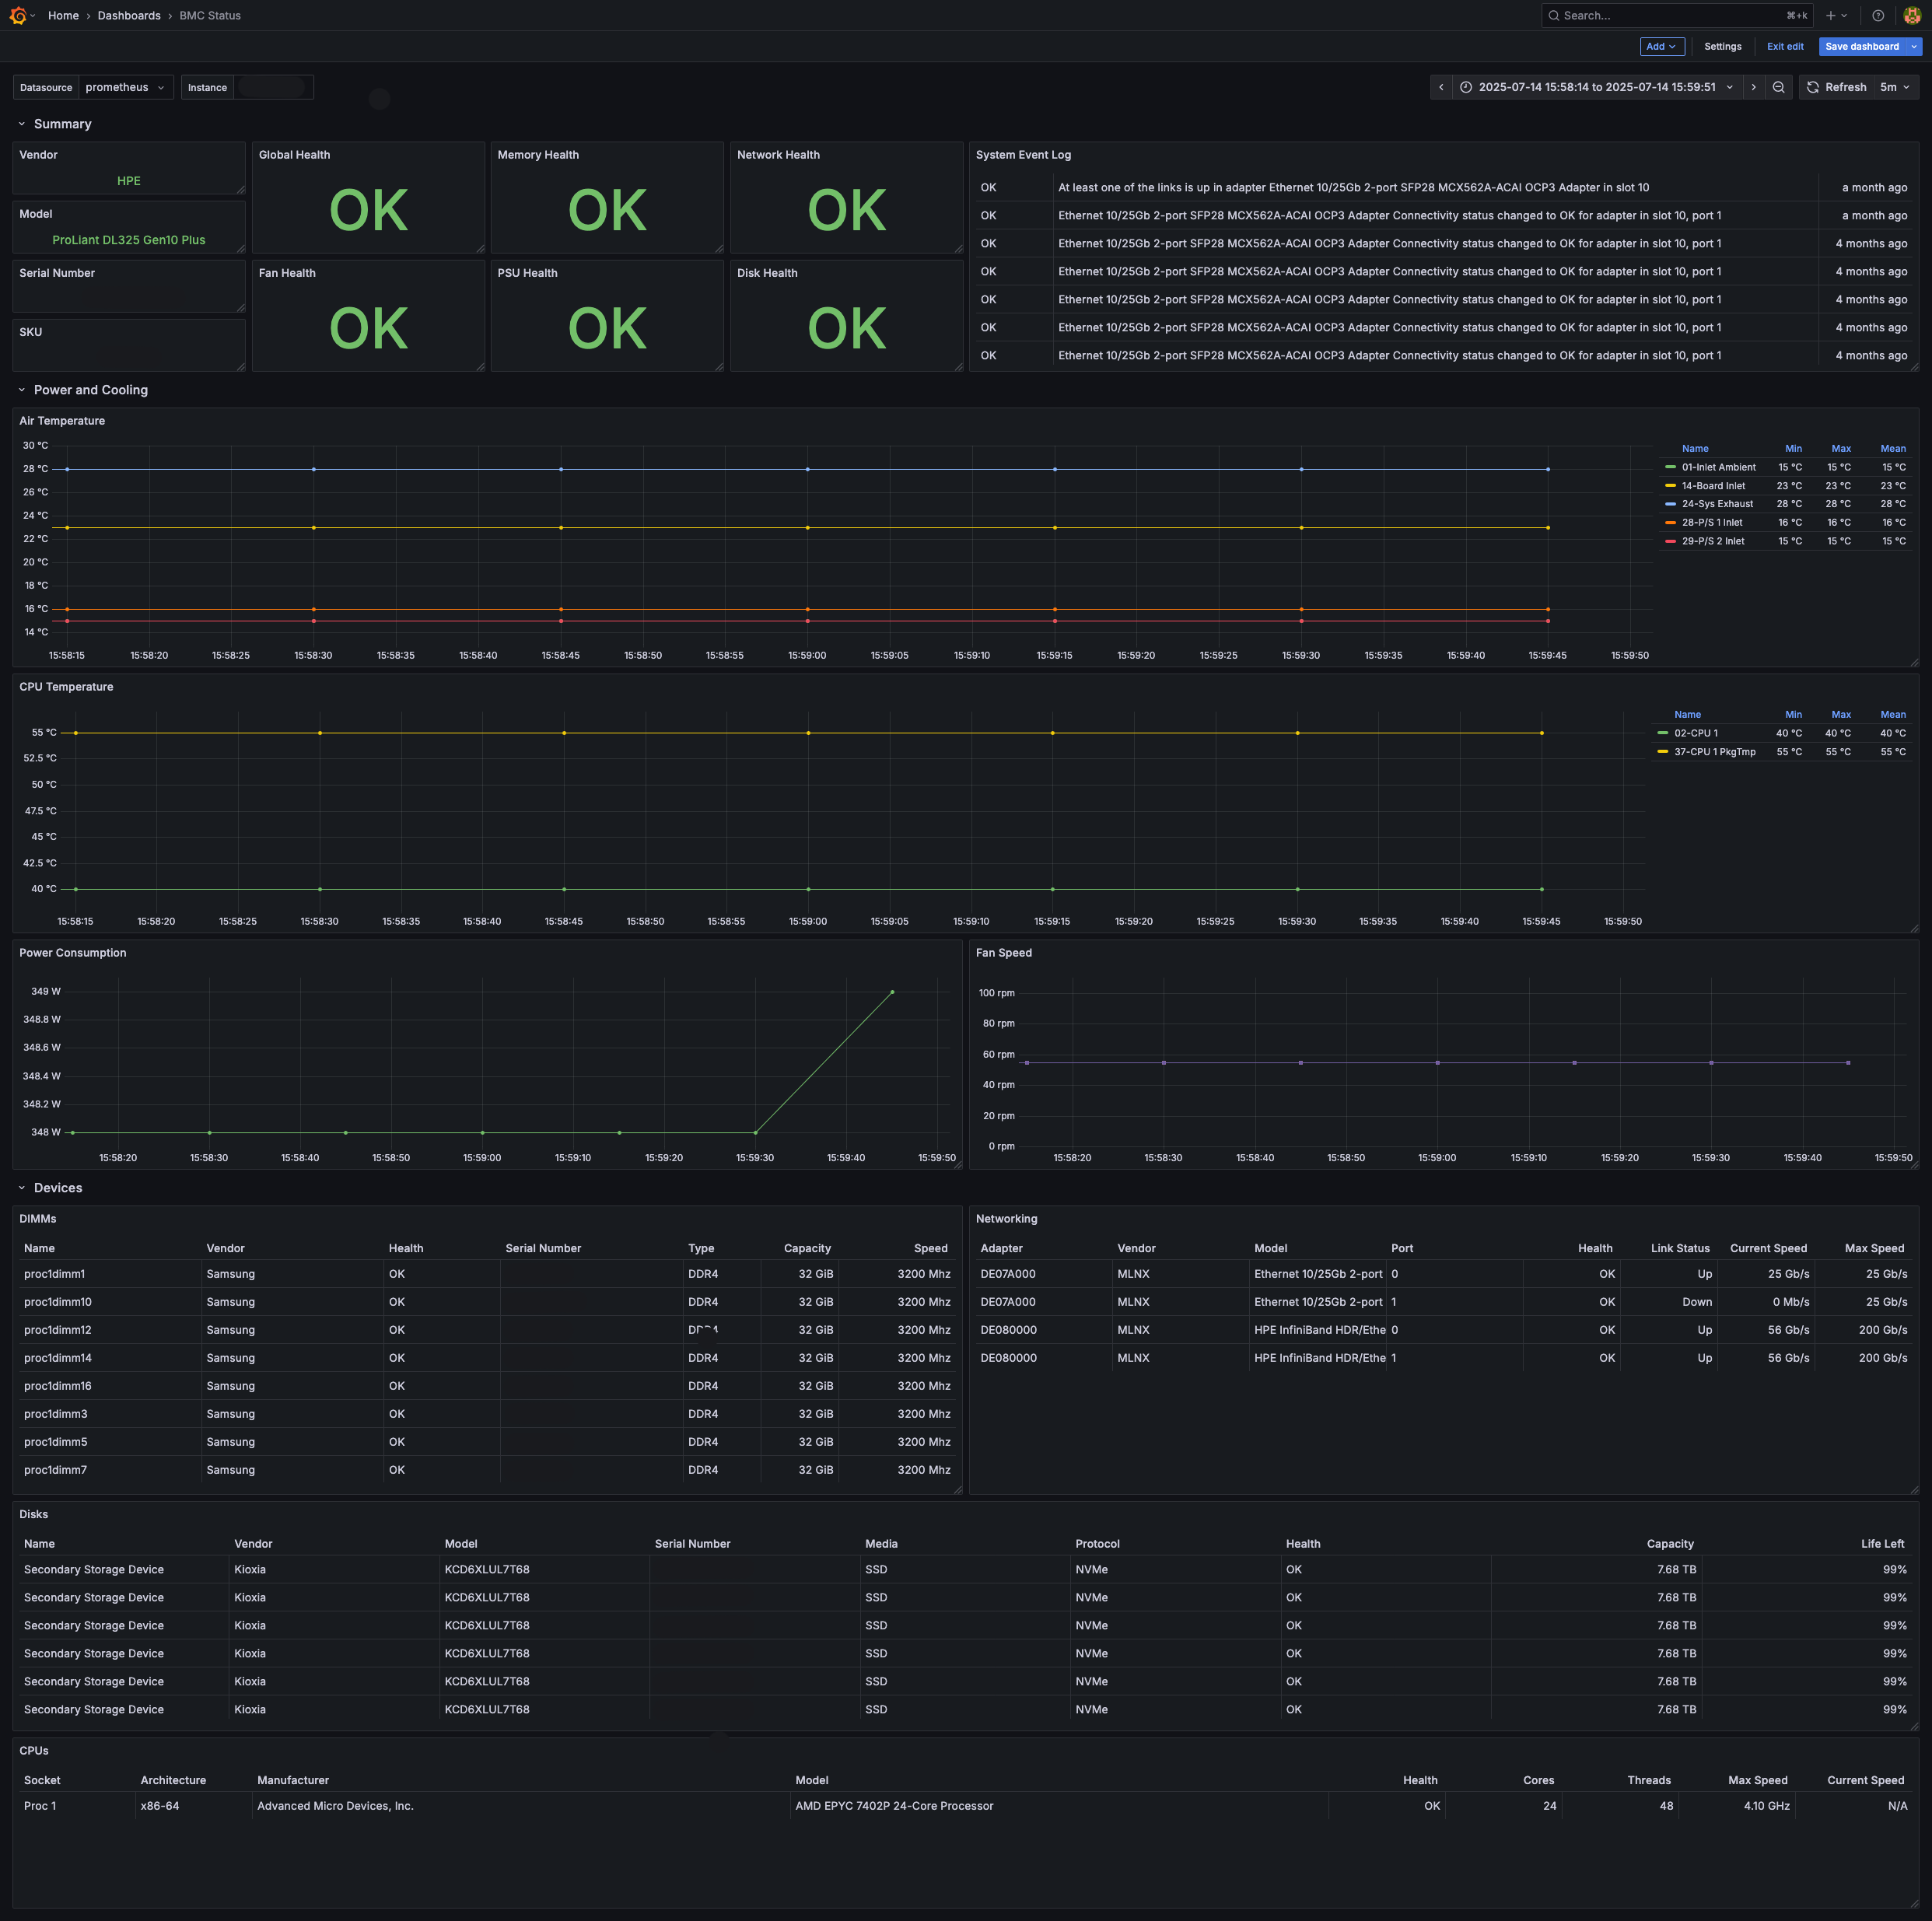 Home › Dashboards › BMC Status
Search... ⌘+k
Add Settings Exit edit Save dashboard
Datasource prometheus Instance
2025-07-14 15:58:14 to 2025-07-14 15:59:51 Refresh 5m
Summary
Vendor
HPE
Model
ProLiant DL325 Gen10 Plus
Serial Number
SKU
Global Health
OK
Memory Health
OK
Network Health
OK
Fan Health
OK
PSU Health
OK
Disk Health
OK
System Event Log
OK At least one of the links is up in adapter Ethernet 10/25Gb 2-port SFP28 MCX562A-ACAI OCP3 Adapter in slot 10 a month ago
OK Ethernet 10/25Gb 2-port SFP28 MCX562A-ACAI OCP3 Adapter Connectivity status changed to OK for adapter in slot 10, port 1 a month ago
OK Ethernet 10/25Gb 2-port SFP28 MCX562A-ACAI OCP3 Adapter Connectivity status changed to OK for adapter in slot 10, port 1 4 months ago
OK Ethernet 10/25Gb 2-port SFP28 MCX562A-ACAI OCP3 Adapter Connectivity status changed to OK for adapter in slot 10, port 1 4 months ago
OK Ethernet 10/25Gb 2-port SFP28 MCX562A-ACAI OCP3 Adapter Connectivity status changed to OK for adapter in slot 10, port 1 4 months ago
OK Ethernet 10/25Gb 2-port SFP28 MCX562A-ACAI OCP3 Adapter Connectivity status changed to OK for adapter in slot 10, port 1 4 months ago
OK Ethernet 10/25Gb 2-port SFP28 MCX562A-ACAI OCP3 Adapter Connectivity status changed to OK for adapter in slot 10, port 1 4 months ago
Power and Cooling
Air Temperature
30 °C
28 °C
26 °C
24 °C
22 °C
20 °C
18 °C
16 °C
14 °C
15:58:15 15:58:20 15:58:25 15:58:30 15:58:35 15:58:40 15:58:45 15:58:50 15:58:55 15:59:00 15:59:05 15:59:10 15:59:15 15:59:20 15:59:25 15:59:30 15:59:35 15:59:40 15:59:45 15:59:50
Name Min Max Mean
01-Inlet Ambient 15 °C 15 °C 15 °C
14-Board Inlet 23 °C 23 °C 23 °C
24-Sys Exhaust 28 °C 28 °C 28 °C
28-P/S 1 Inlet 16 °C 16 °C 16 °C
29-P/S 2 Inlet 15 °C 15 °C 15 °C
CPU Temperature
55 °C
52.5 °C
50 °C
47.5 °C
45 °C
42.5 °C
40 °C
15:58:15 15:58:20 15:58:25 15:58:30 15:58:35 15:58:40 15:58:45 15:58:50 15:58:55 15:59:00 15:59:05 15:59:10 15:59:15 15:59:20 15:59:25 15:59:30 15:59:35 15:59:40 15:59:45 15:59:50
Name Min Max Mean
02-CPU 1 40 °C 40 °C 40 °C
37-CPU 1 PkgTmp 55 °C 55 °C 55 °C
Power Consumption
349 W
348.8 W
348.6 W
348.4 W
348.2 W
348 W
15:58:20 15:58:30 15:58:40 15:58:50 15:59:00 15:59:10 15:59:20 15:59:30 15:59:40 15:59:50
Fan Speed
100 rpm
80 rpm
60 rpm
40 rpm
20 rpm
0 rpm
15:58:20 15:58:30 15:58:40 15:58:50 15:59:00 15:59:10 15:59:20 15:59:30 15:59:40 15:59:50
Devices
DIMMs
Name Vendor Health Serial Number Type Capacity Speed
proc1dimm1 Samsung OK DDR4 32 GiB 3200 Mhz
proc1dimm10 Samsung OK DDR4 32 GiB 3200 Mhz
proc1dimm12 Samsung OK 32 GiB 3200 Mhz
proc1dimm14 Samsung OK DDR4 32 GiB 3200 Mhz
proc1dimm16 Samsung OK DDR4 32 GiB 3200 Mhz
proc1dimm3 Samsung OK DDR4 32 GiB 3200 Mhz
proc1dimm5 Samsung OK DDR4 32 GiB 3200 Mhz
proc1dimm7 Samsung OK DDR4 32 GiB 3200 Mhz
Networking
Adapter Vendor Model Port Health Link Status Current Speed Max Speed
DE07A000 MLNX Ethernet 10/25Gb 2-port 0 OK Up 25 Gb/s 25 Gb/s
DE07A000 MLNX Ethernet 10/25Gb 2-port 1 OK Down 0 Mb/s 25 Gb/s
DE080000 MLNX HPE InfiniBand HDR/Ethe 0 OK Up 56 Gb/s 200 Gb/s
DE080000 MLNX HPE InfiniBand HDR/Ethe 1 OK Up 56 Gb/s 200 Gb/s
Disks
Name Vendor Model Serial Number Media Protocol Health Capacity Life Left
Secondary Storage Device Kioxia KCD6XLUL7T68 SSD NVMe OK 7.68 TB 99%
Secondary Storage Device Kioxia KCD6XLUL7T68 SSD NVMe OK 7.68 TB 99%
Secondary Storage Device Kioxia KCD6XLUL7T68 SSD NVMe OK 7.68 TB 99%
Secondary Storage Device Kioxia KCD6XLUL7T68 SSD NVMe OK 7.68 TB 99%
Secondary Storage Device Kioxia KCD6XLUL7T68 SSD NVMe OK 7.68 TB 99%
Secondary Storage Device Kioxia KCD6XLUL7T68 SSD NVMe OK 7.68 TB 99%
CPUs
Socket Architecture Manufacturer Model Health Cores Threads Max Speed Current Speed
Proc 1 x86-64 Advanced Micro Devices, Inc. AMD EPYC 7402P 24-Core Processor OK 24 48 4.10 GHz N/A